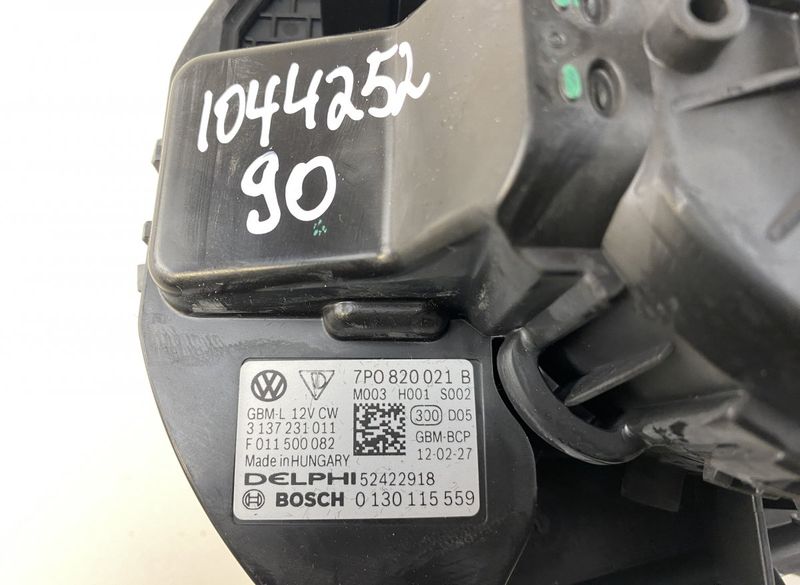 1044252
90
7P0 820 021 B
M003 H001 S002
GBM-L 12V CW
3 137 231 011
F 011 500 082
Made in HUNGARY
300 D05
GBM-BCP
12-02-27
DELPHI 52422918
BOSCH 0 130 115 559